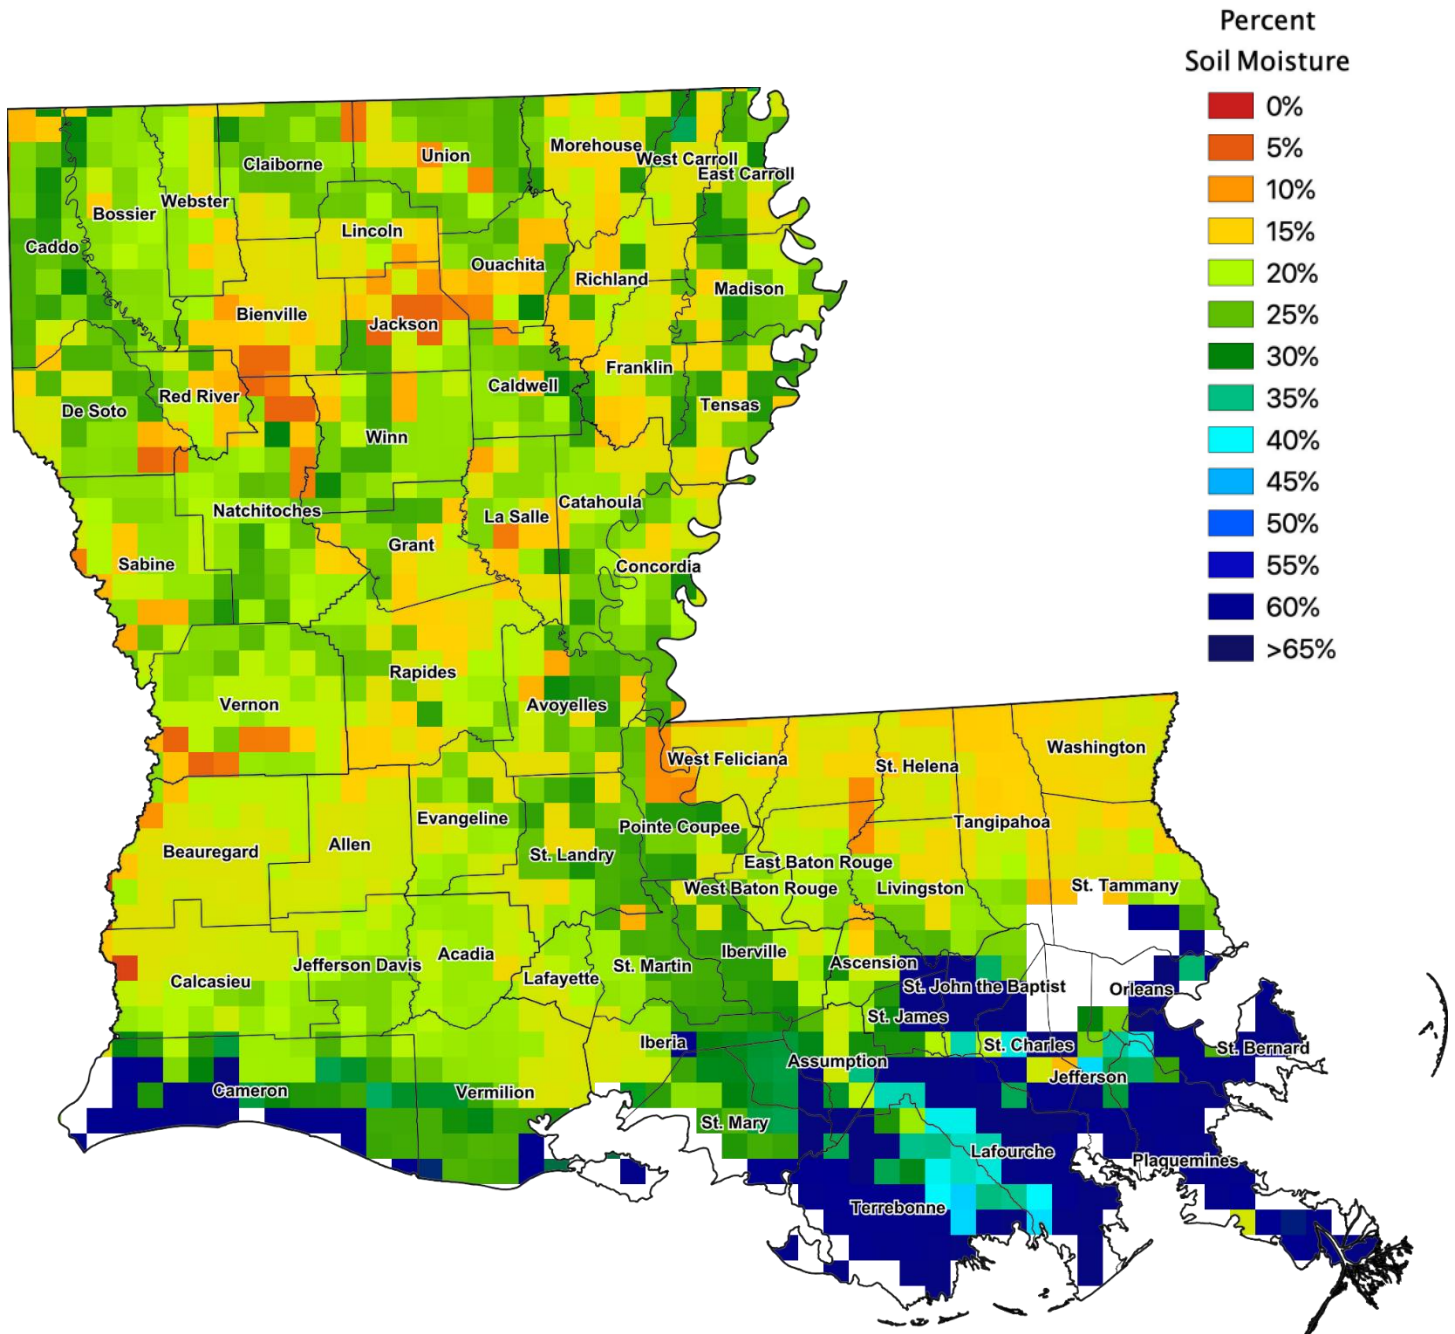 Percent
Soil Moisture
0%
5%
10%
15%
20%
25%
30%
35%
40%
45%
50%
55%
60%
>65%
Morehouse
Union
West Carroll
Claiborne
East Carroll
Webster
Bossier
Lincoln
Caddo
Ouachita
Richland
Madison
Bienville
Jackson
Franklin
Caldwell
Red River
Tensas
De Soto
Winn
Catahoula
Natchitoches
La Salle
Grant
Sabine
Concordia
Rapides
Vernon
Avoyelles
Washington
West Feliciana
St. Helena
Evangeline
Tangipahoa
Pointe Coupee
Allen
Beauregard
St. Landry
East Baton Rouge
St. Tammany
West Baton Rouge
Livingston
Iberville
Acadia
Ascension
Jefferson Davis
St. Martin
Lafayette
Calcasieu
St. John the Baptist
Orleans
St. James
Iberia
St. Charles
St. Bernard
Assumption
Jefferson
Cameron
Vermilion
St. Mary
Lafourche
Plaquemines
Terrebonne